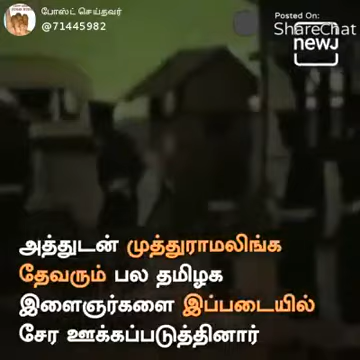 போஸ்ட் செய்தவர்
@71445982
Posted On:
ShareChat
newj
அத்துடன் முத்துராமலிங்க
தேவரும் பல தமிழக
இளைஞர்களை இப்படையில்
சேர ஊக்கப்படுத்தினார்